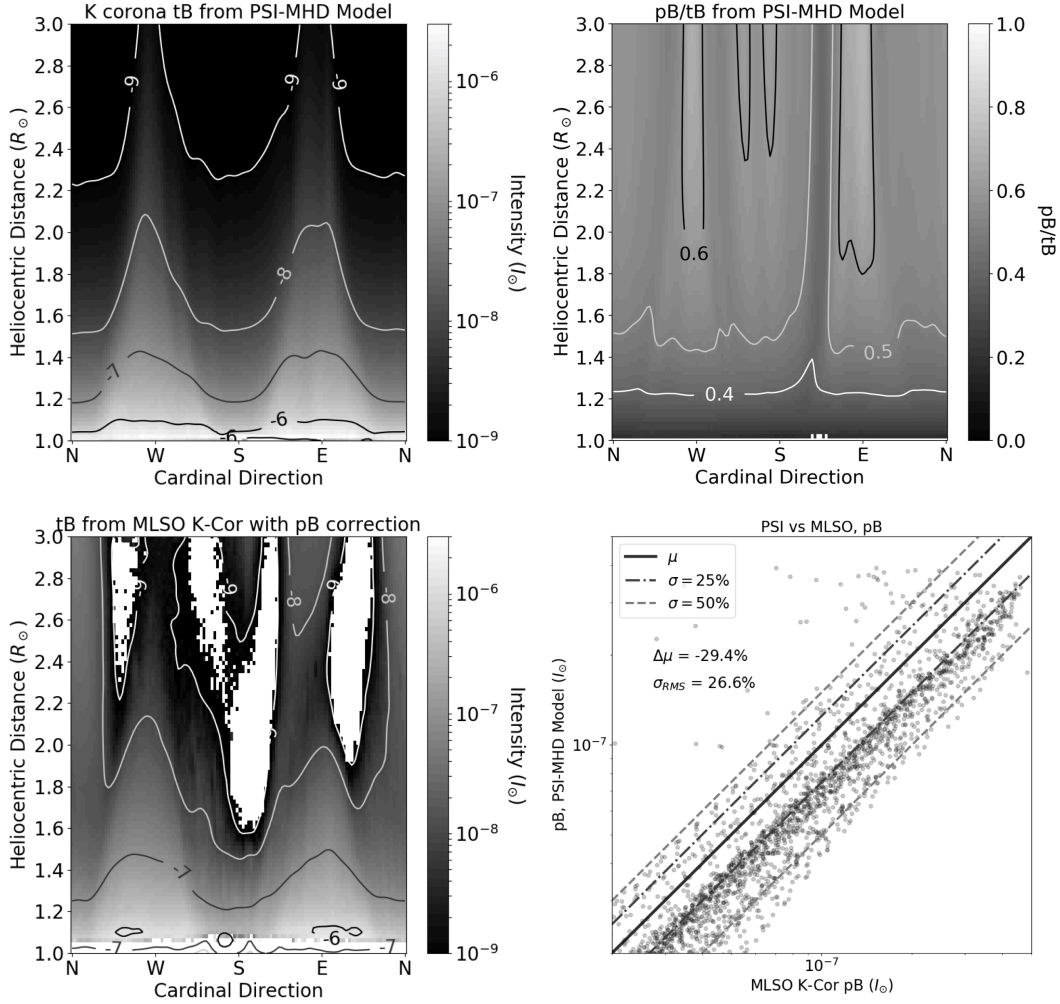 K corona tB from PSI-MHD Model
3.0
2.8
2.6
2.4
2.2
2.0
1.8
1.6
1.4
1.2
1.0
Heliocentric Distance (R☉)
-9
-9
-6
-8
-7
-6
-6
N W S E N
Cardinal Direction
10⁻⁶
10⁻⁷
10⁻⁸
10⁻⁹
Intensity (I☉)
pB/tB from PSI-MHD Model
3.0
2.8
2.6
2.4
2.2
2.0
1.8
1.6
1.4
1.2
1.0
Heliocentric Distance (R☉)
0.6
0.5
0.4
N W S E N
Cardinal Direction
1.0
0.8
0.6
0.4
0.2
0.0
pB/tB
tB from MLSO K-Cor with pB correction
3.0
2.8
2.6
2.4
2.2
2.0
1.8
1.6
1.4
1.2
1.0
Heliocentric Distance (R☉)
-6
-8
-8
-7
-6
-7
-7
N W S E N
Cardinal Direction
10⁻⁶
10⁻⁷
10⁻⁸
10⁻⁹
Intensity (I☉)
PSI vs MLSO, pB
μ
σ = 25%
σ = 50%
Δμ = -29.4%
σRMS = 26.6%
pB, PSI-MHD Model (I☉)
10⁻⁷
10⁻⁷
MLSO K-Cor pB (I☉)